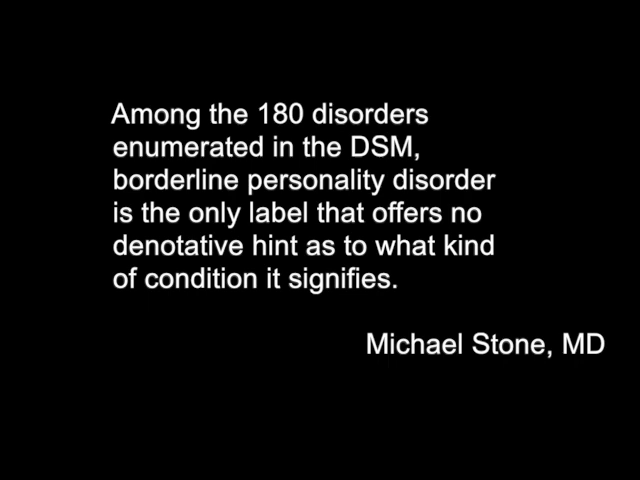 Among the 180 disorders
enumerated in the DSM,
borderline personality disorder
is the only label that offers no
denotative hint as to what kind
of condition it signifies.
Michael Stone, MD